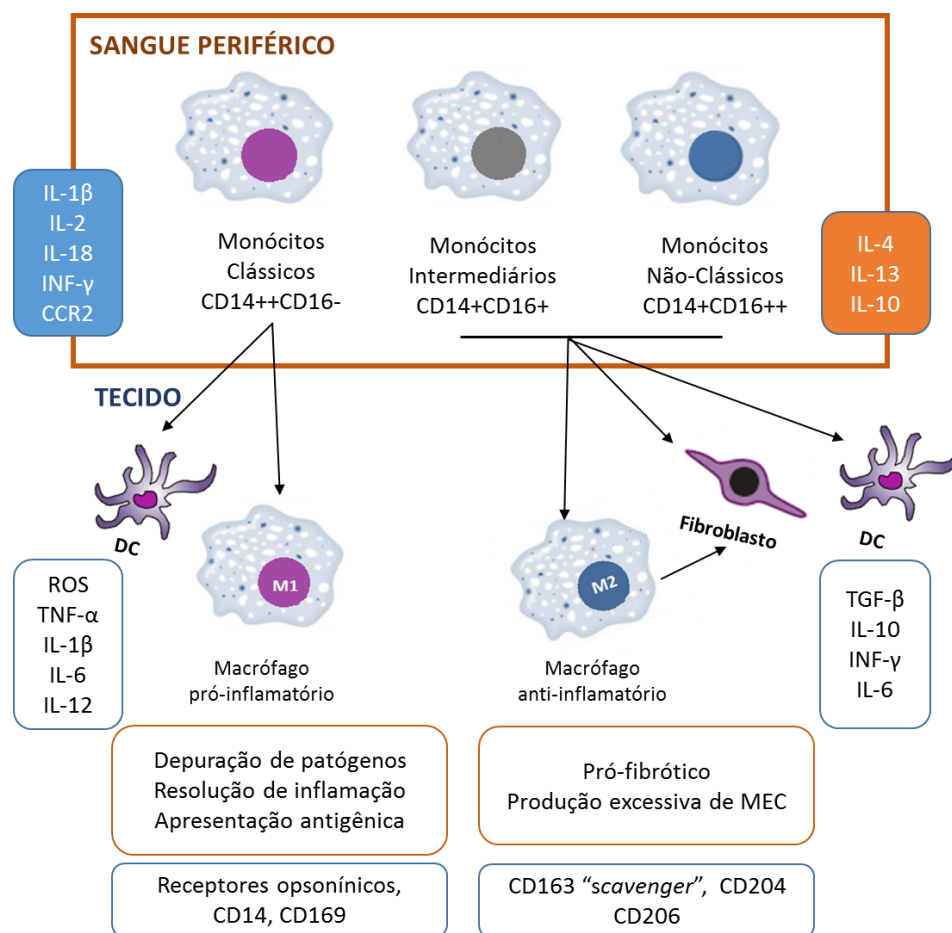 SANGUE PERIFÉRICO
IL-1β
IL-2
IL-18
INF-γ
CCR2
Monócitos
Clássicos
CD14++CD16-
Monócitos
Intermediários
CD14+CD16+
Monócitos
Não-Clássicos
CD14+CD16++
IL-4
IL-13
IL-10
TECIDO
DC
M1
M2
Fibroblasto
DC
ROS
TNF-α
IL-1β
IL-6
IL-12
Macrófago
pró-inflamatório
Macrófago
anti-inflamatório
TGF-β
IL-10
INF-γ
IL-6
Depuração de patógenos
Resolução de inflamação
Apresentação antigênica
Pró-fibrótico
Produção excessiva de MEC
Receptores opsonínicos,
CD14, CD169
CD163 “scavenger”, CD204
CD206